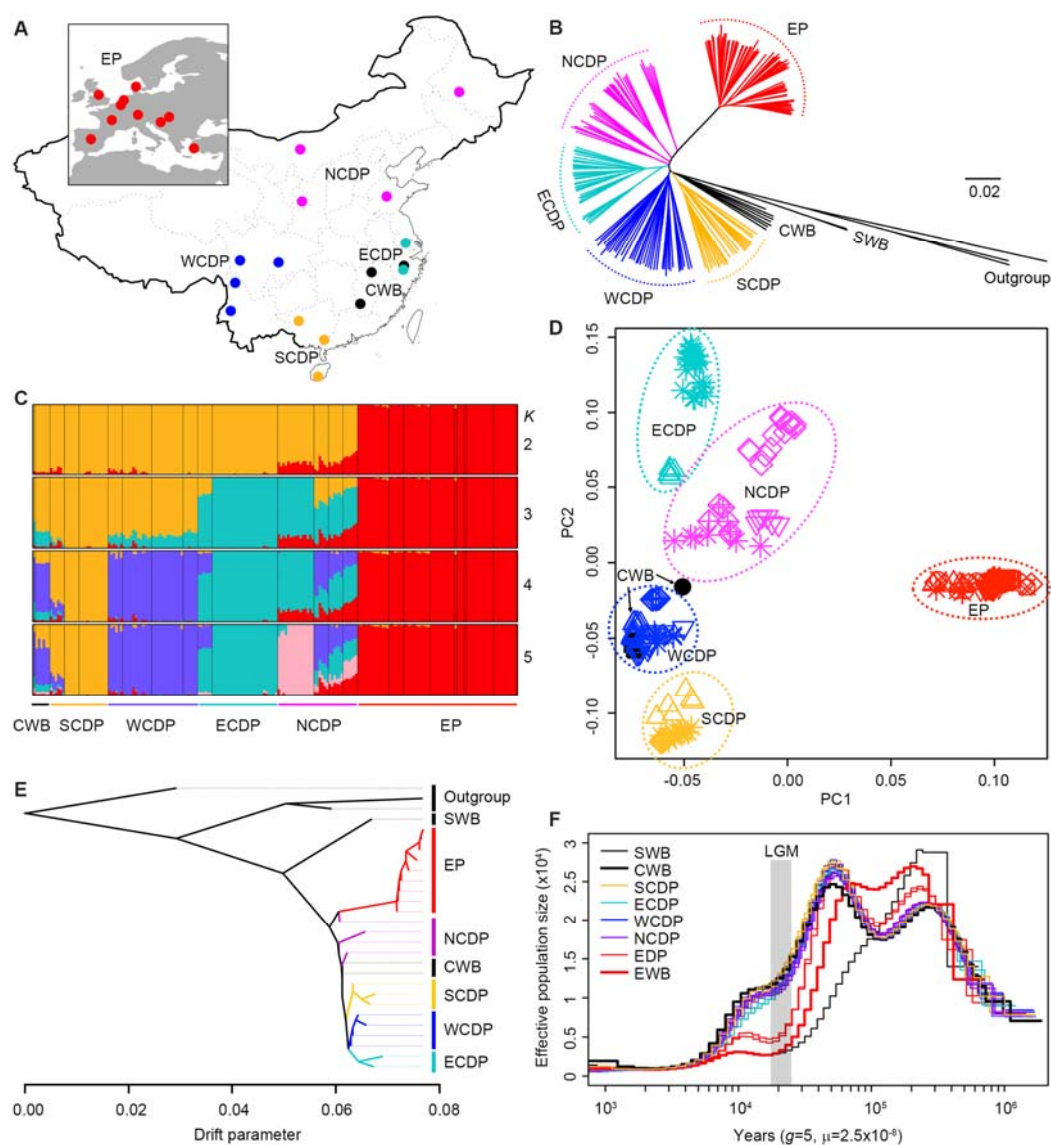 A
EP
NCDP
WCDP
ECDP
CWB
SCDP
B
EP
NCDP
ECDP
WCDP
SCDP
CWB
SWB
Outgroup
0.02
C
K
2
3
4
5
CWB SCDP WCDP ECDP NCDP EP
D
0.15
0.10
0.05
0.00
-0.05
-0.10
PC2
ECDP
NCDP
CWB
WCDP
SCDP
EP
-0.05 0.00 0.05 0.10
PC1
E
Outgroup
SWB
EP
NCDP
CWB
SCDP
WCDP
ECDP
0.00 0.02 0.04 0.06 0.08
Drift parameter
F
LGM
SWB
CWB
SCDP
ECDP
WCDP
NCDP
EDP
EWB
3
2.5
2
1.5
1
0.5
0
Effective population size (x10⁴)
10³ 10⁴ 10⁵ 10⁶
Years (g=5, μ=2.5x10⁻⁸)